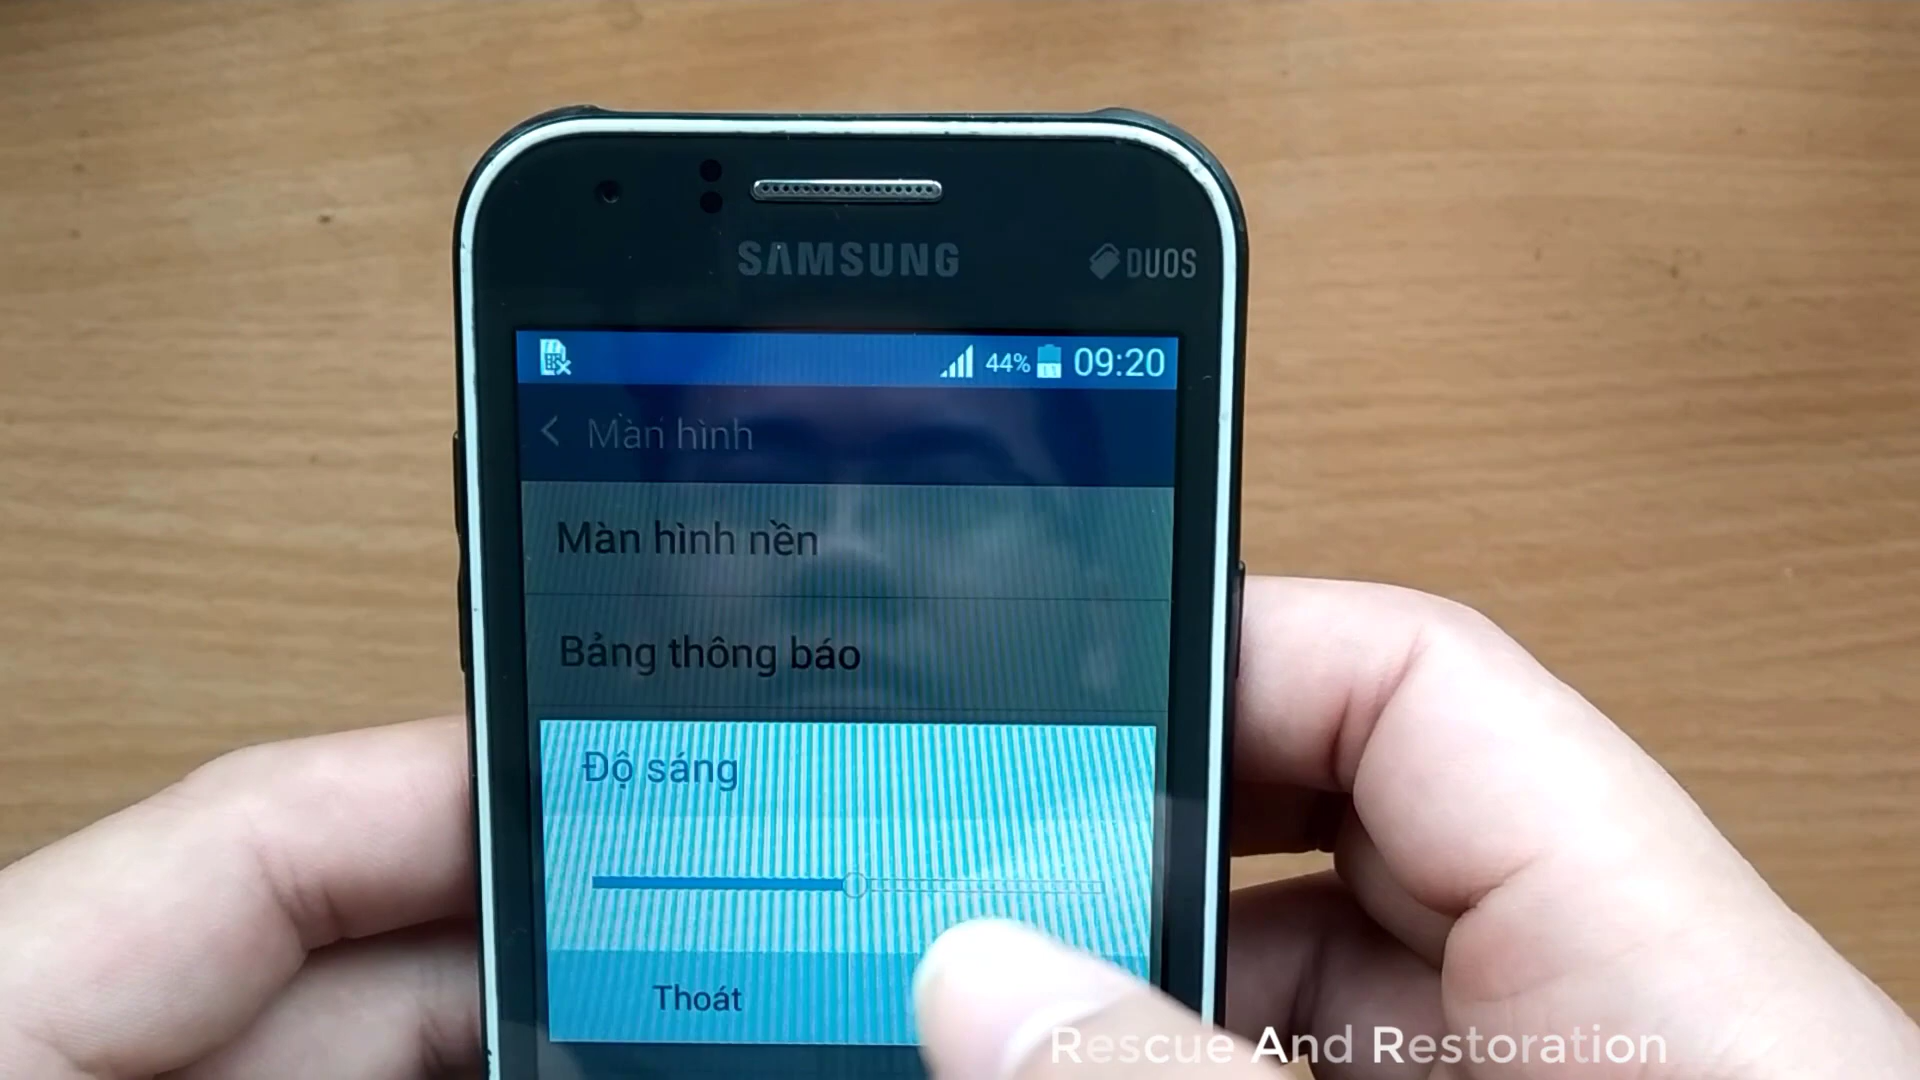 SAMSUNG
DUOS
44% 09:20
Màn hình
Màn hình nền
Bảng thông báo
Độ sáng
Thoát
Rescue And Restoration